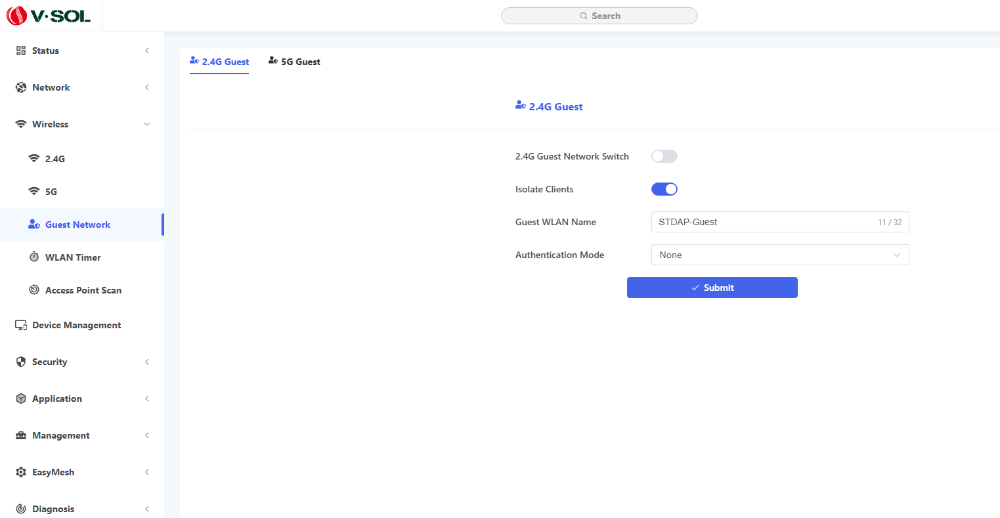 V·SOL
Search
Status
Network
Wireless
2.4G
5G
Guest Network
WLAN Timer
Access Point Scan
Device Management
Security
Application
Management
EasyMesh
Diagnosis
2.4G Guest
5G Guest
2.4G Guest
2.4G Guest Network Switch
Isolate Clients
Guest WLAN Name STDAP-Guest 11 / 32
Authentication Mode None
Submit